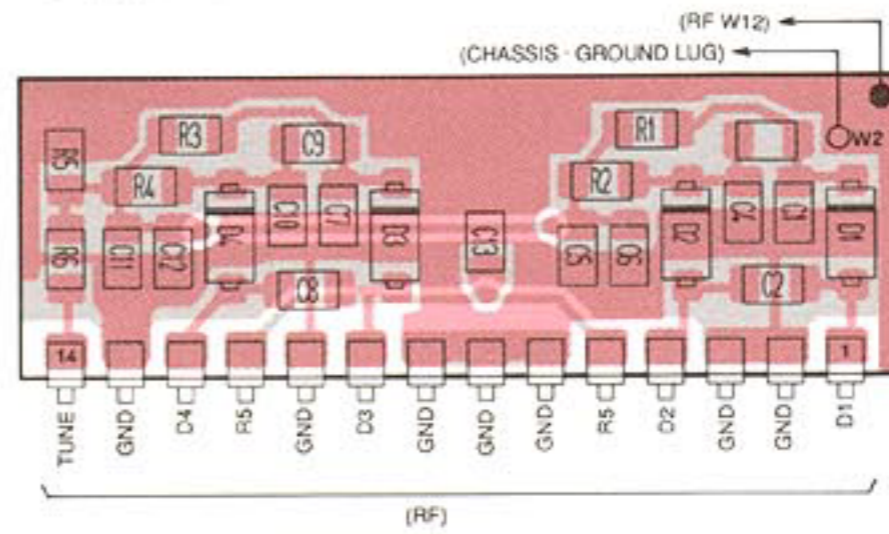 (RF W12)
(CHASSIS - GROUND LUG)
R3 C9 R1 W2
R5 R4 R2
R6 C11 C12 D4 C10 C7 D3 C13 C5 C6 D2 C4 C1 D1
C8 C2
14 1
TUNE GND D4 R5 GND D3 GND GND GND R5 D2 GND GND D1
(RF)